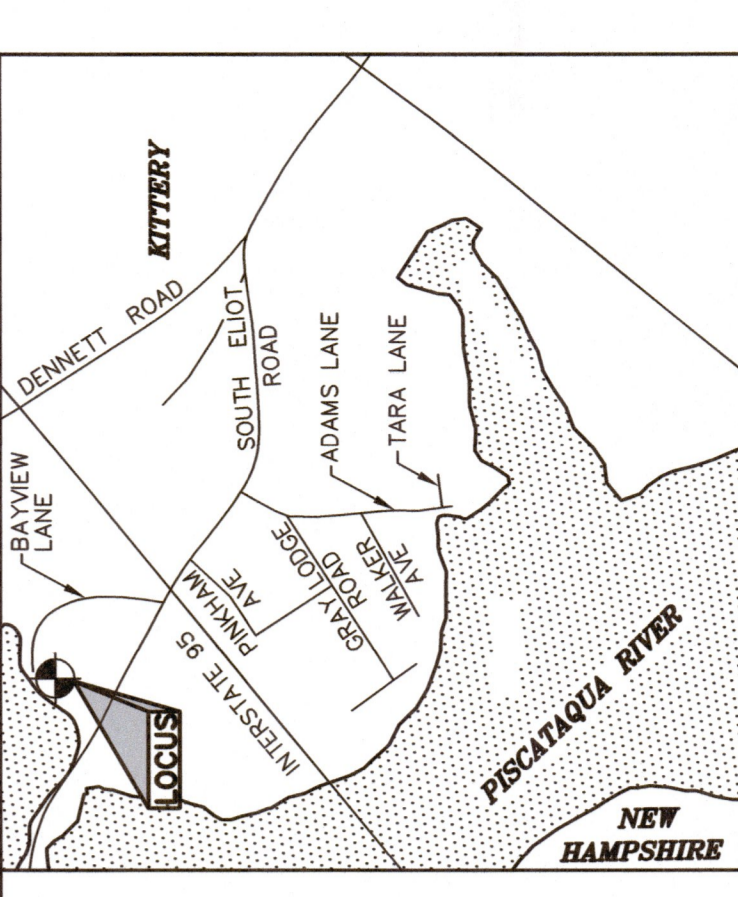 KITTERY
DENNETT ROAD
SOUTH ELIOT
ROAD
ADAMS LANE
TARA LANE
BAYVIEW
LANE
PINKHAM
AVE
GRAY LODGE
ROAD
WALKER
AVE
INTERSTATE 95
LOCUS
PISCATAQUA RIVER
NEW
HAMPSHIRE